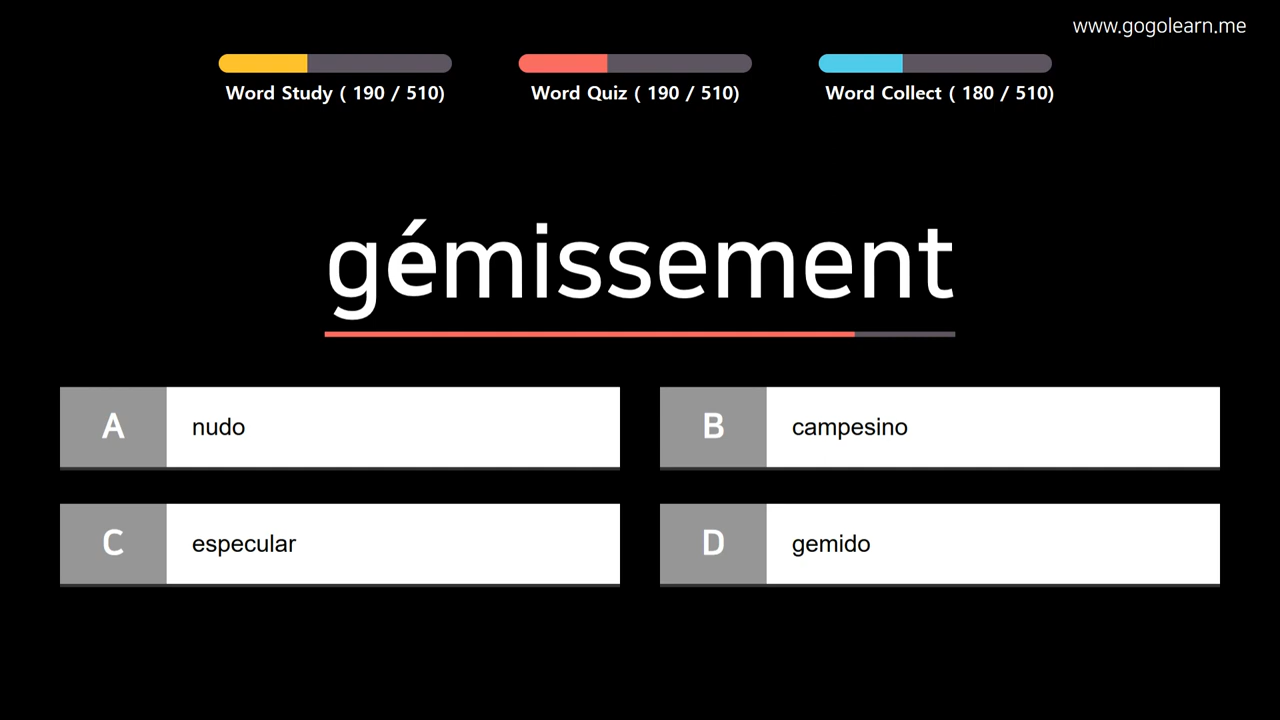 www.gogolearn.me
Word Study ( 190 / 510)
Word Quiz ( 190 / 510)
Word Collect ( 180 / 510)
gémissement
A nudo
B campesino
C especular
D gemido